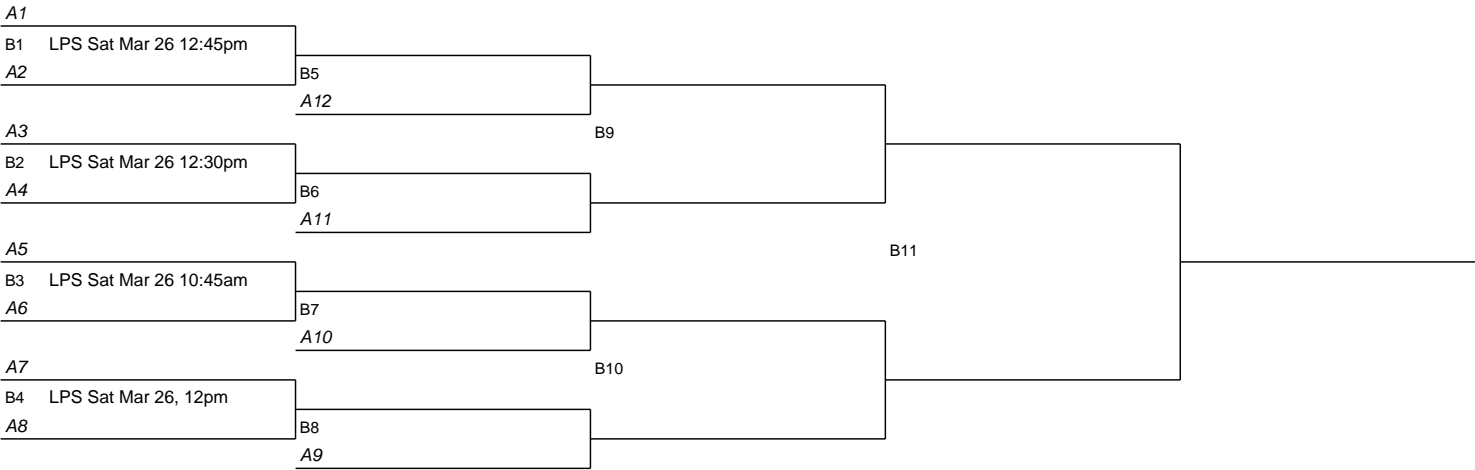 A1
B1 LPS Sat Mar 26 12:45pm
A2
B5
A12
A3
B9
B2 LPS Sat Mar 26 12:30pm
A4
B6
A11
A5
B11
B3 LPS Sat Mar 26 10:45am
A6
B7
A10
A7
B10
B4 LPS Sat Mar 26, 12pm
A8
B8
A9